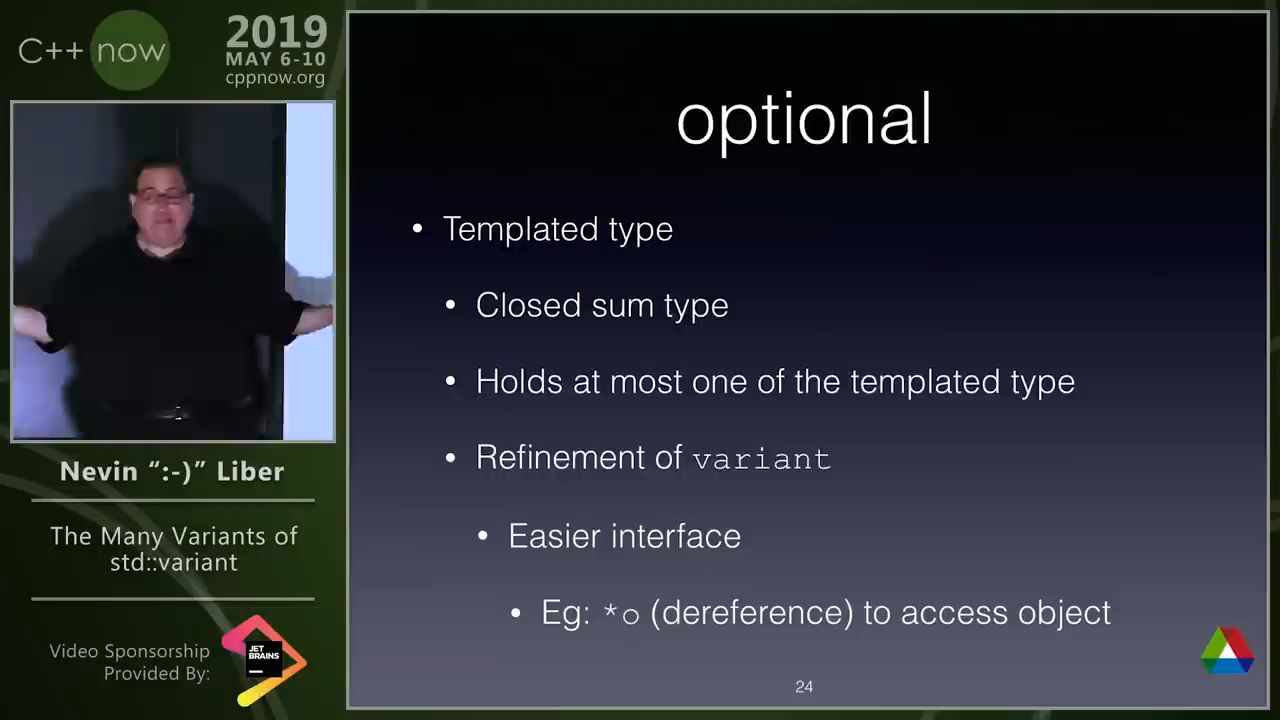 C++ now
2019
MAY 6-10
cppnow.org
optional
• Templated type
• Closed sum type
• Holds at most one of the templated type
• Refinement of variant
• Easier interface
• Eg: *o (dereference) to access object
24
Nevin “:-)” Liber
The Many Variants of
std::variant
Video Sponsorship
Provided By:
JET
BRAINS